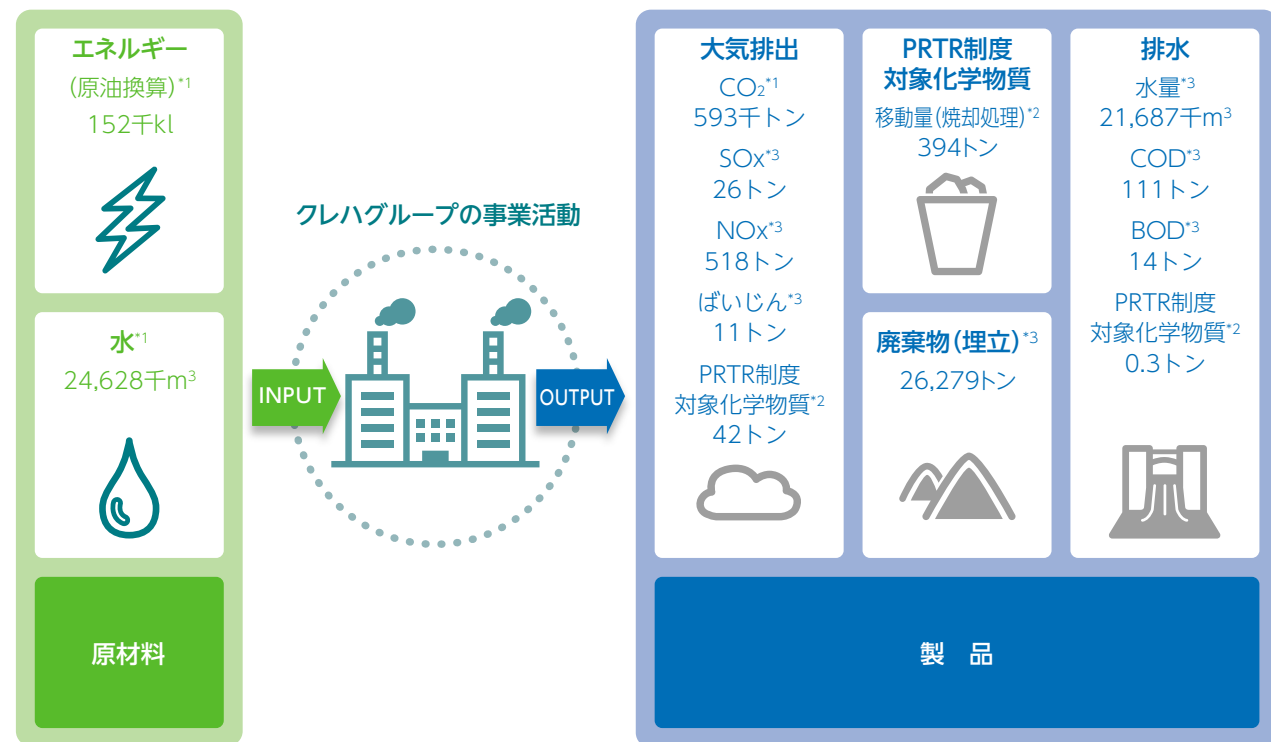 エネルギー
(原油換算)*1
152千kl
水*1
24,628千m3
原材料
クレハグループの事業活動
INPUT
OUTPUT
大気排出
CO2*1
593千トン
SOx*3
26トン
NOx*3
518トン
ばいじん*3
11トン
PRTR制度
対象化学物質*2
42トン
PRTR制度
対象化学物質
移動量(焼却処理)*2
394トン
廃棄物(埋立)*3
26,279トン
排水
水量*3
21,687千m3
COD*3
111トン
BOD*3
14トン
PRTR制度
対象化学物質*2
0.3トン
製 品